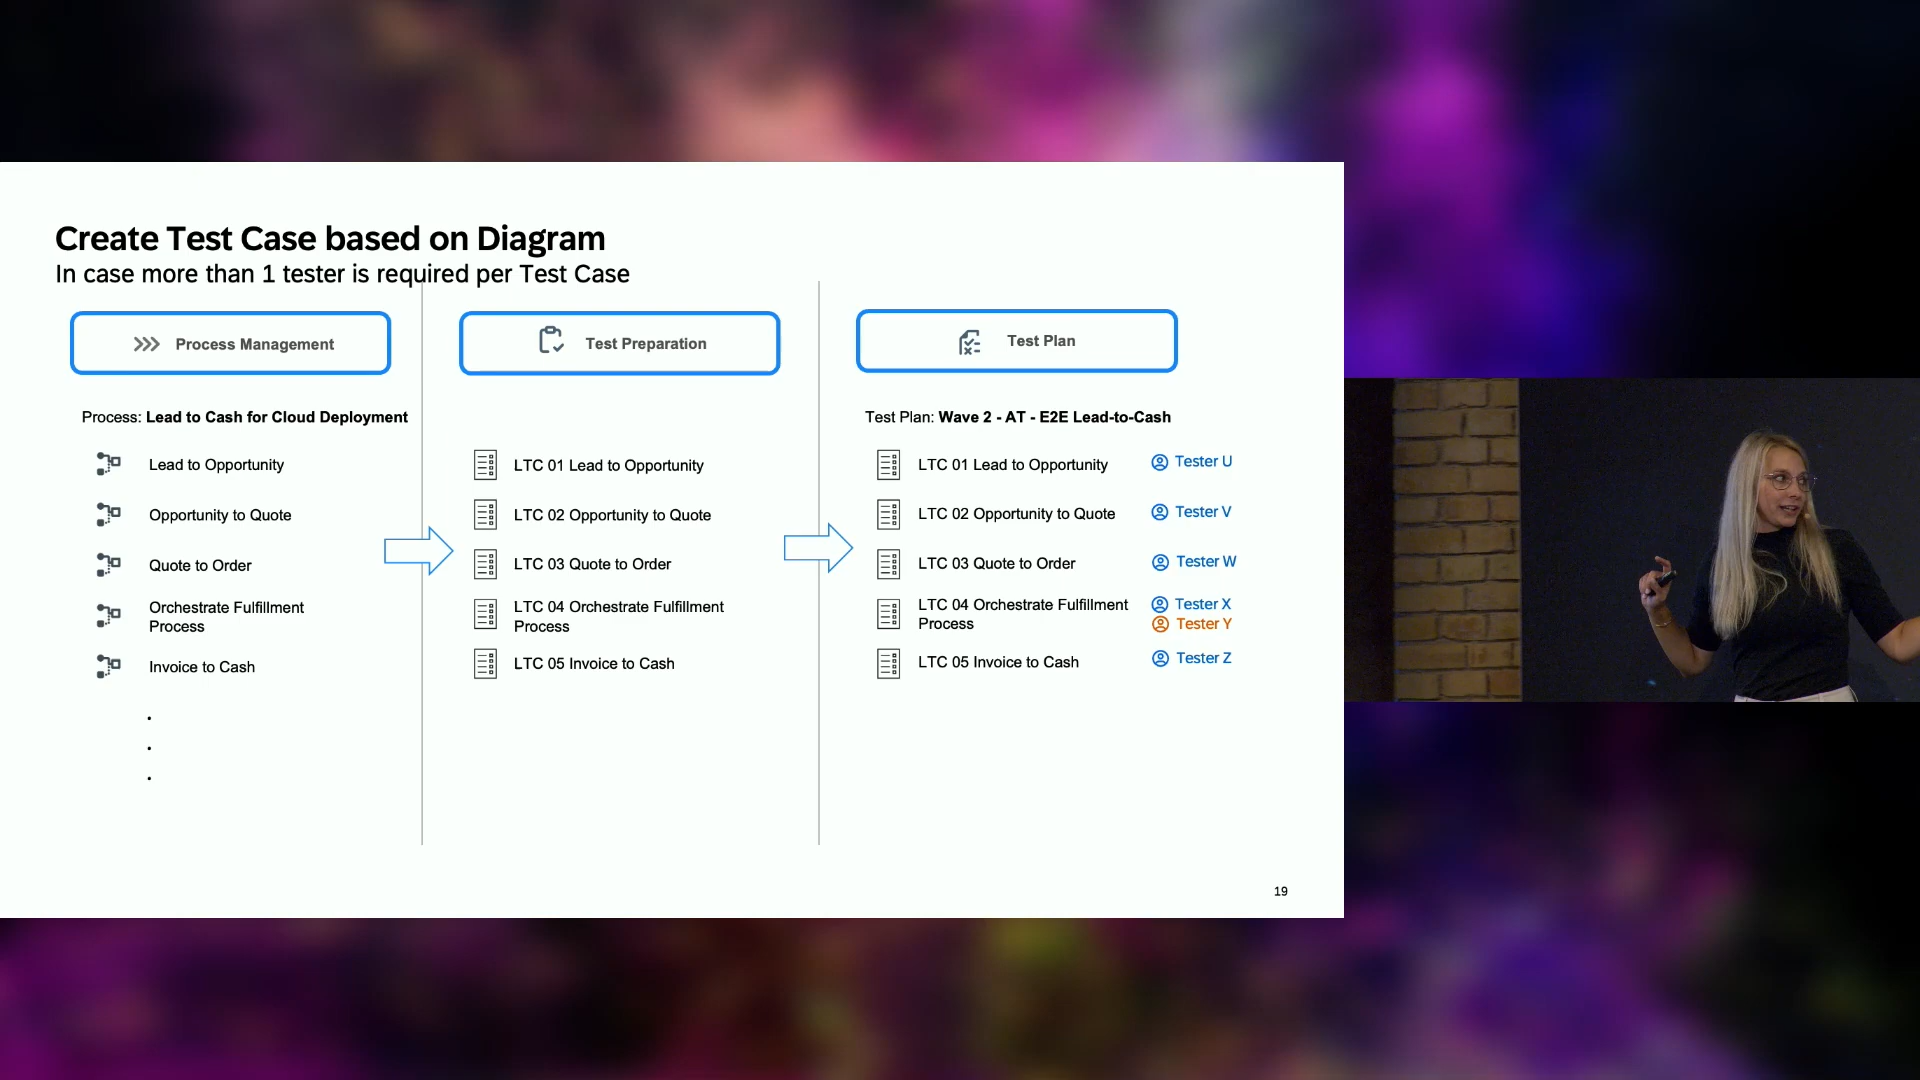 Create Test Case based on Diagram
In case more than 1 tester is required per Test Case
Process Management
Process: Lead to Cash for Cloud Deployment
Lead to Opportunity
Opportunity to Quote
Quote to Order
Orchestrate Fulfillment
Process
Invoice to Cash
Test Preparation
LTC 01 Lead to Opportunity
LTC 02 Opportunity to Quote
LTC 03 Quote to Order
LTC 04 Orchestrate Fulfillment
Process
LTC 05 Invoice to Cash
Test Plan
Test Plan: Wave 2 - AT - E2E Lead-to-Cash
LTC 01 Lead to Opportunity
Tester U
LTC 02 Opportunity to Quote
Tester V
LTC 03 Quote to Order
Tester W
LTC 04 Orchestrate Fulfillment
Process
Tester X
Tester Y
LTC 05 Invoice to Cash
Tester Z
19